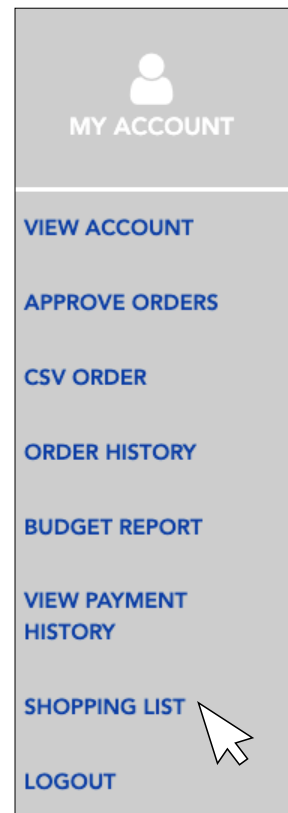 MY ACCOUNT
VIEW ACCOUNT
APPROVE ORDERS
CSV ORDER
ORDER HISTORY
BUDGET REPORT
VIEW PAYMENT
HISTORY
SHOPPING LIST
LOGOUT